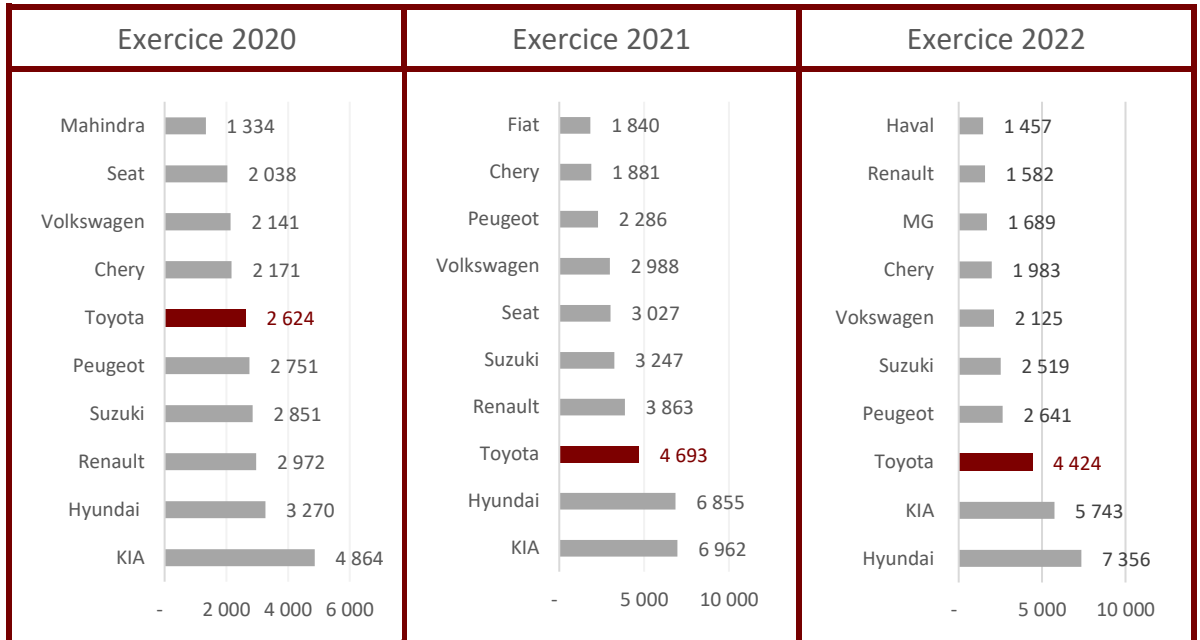 Exercice 2020
Mahindra 1 334
Seat 2 038
Volkswagen 2 141
Chery 2 171
Toyota 2 624
Peugeot 2 751
Suzuki 2 851
Renault 2 972
Hyundai 3 270
KIA 4 864
- 2 000 4 000 6 000
Exercice 2021
Fiat 1 840
Chery 1 881
Peugeot 2 286
Volkswagen 2 988
Seat 3 027
Suzuki 3 247
Renault 3 863
Toyota 4 693
Hyundai 6 855
KIA 6 962
- 5 000 10 000
Exercice 2022
Haval 1 457
Renault 1 582
MG 1 689
Chery 1 983
Vokswagen 2 125
Suzuki 2 519
Peugeot 2 641
Toyota 4 424
KIA 5 743
Hyundai 7 356
- 5 000 10 000